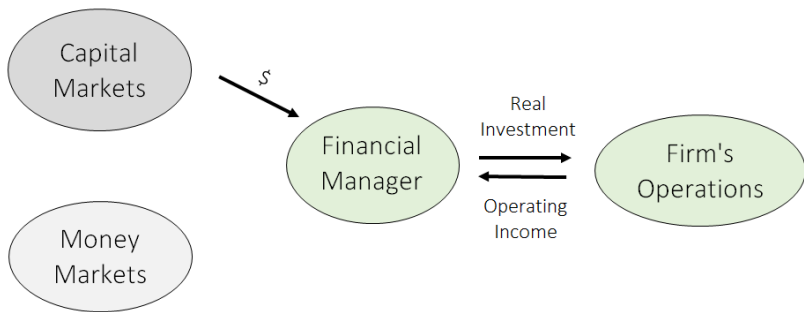 Capital
Markets
$
Financial
Manager
Real
Investment
Operating
Income
Firm's
Operations
Money
Markets